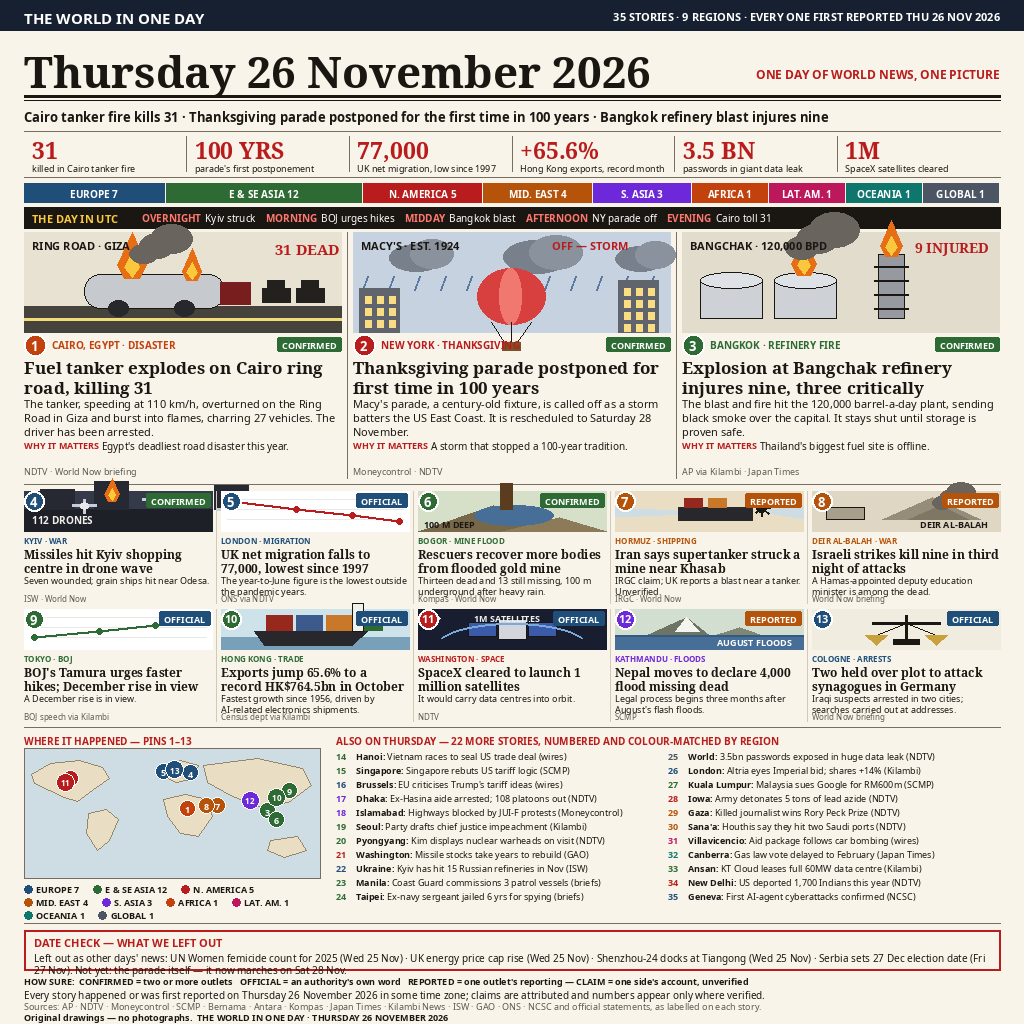 THE WORLD IN ONE DAY
35 STORIES · 9 REGIONS · EVERY ONE FIRST REPORTED THU 26 NOV 2026
Thursday 26 November 2026
ONE DAY OF WORLD NEWS, ONE PICTURE
Cairo tanker fire kills 31 · Thanksgiving parade postponed for the first time in 100 years · Bangkok refinery blast injures nine
31
killed in Cairo tanker fire
100 YRS
parade's first postponement
77,000
UK net migration, low since 1997
+65.6%
Hong Kong exports, record month
3.5 BN
passwords in giant data leak
1M
SpaceX satellites cleared
EUROPE 7
E & SE ASIA 12
N. AMERICA 5
MID. EAST 4
S. ASIA 3
AFRICA 1
LAT. AM. 1
OCEANIA 1
GLOBAL 1
THE DAY IN UTC
OVERNIGHT Kyiv struck MORNING BOJ urges hikes MIDDAY Bangkok blast AFTERNOON NY parade off EVENING Cairo toll 31
RING ROAD · GIZA
31 DEAD
1 CAIRO, EGYPT · DISASTER
CONFIRMED
Fuel tanker explodes on Cairo ring
road, killing 31
The tanker, speeding at 110 km/h, overturned on the Ring
Road in Giza and burst into flames, charring 27 vehicles. The
driver has been arrested.
WHY IT MATTERS Egypt's deadliest road disaster this year.
NDTV · World Now briefing
MACY'S · EST. 1924
OFF — STORM
2 NEW YORK · THANKSGIVING
CONFIRMED
Thanksgiving parade postponed for
first time in 100 years
Macy's parade, a century-old fixture, is called off as a storm
batters the US East Coast. It is rescheduled to Saturday 28
November.
WHY IT MATTERS A storm that stopped a 100-year tradition.
Moneycontrol · NDTV
BANGCHAK · 120,000 BPD
9 INJURED
3 BANGKOK · REFINERY FIRE
CONFIRMED
Explosion at Bangchak refinery
injures nine, three critically
The blast and fire hit the 120,000 barrel-a-day plant, sending
black smoke over the capital. It stays shut until storage is
proven safe.
WHY IT MATTERS Thailand's biggest fuel site is offline.
AP via Kilambi · Japan Times
4
CONFIRMED
112 DRONES
KYIV · WAR
Missiles hit Kyiv shopping
centre in drone wave
Seven wounded; grain ships hit near Odesa.
ISW · World Now
5
OFFICIAL
LONDON · MIGRATION
UK net migration falls to
77,000, lowest since 1997
The year-to-June figure is the lowest outside
the pandemic years.
ONS via NDTV
6
CONFIRMED
100 M DEEP
BOGOR · MINE FLOOD
Rescuers recover more bodies
from flooded gold mine
Thirteen dead and 13 still missing, 100 m
underground after heavy rain.
Kompas · World Now
7
REPORTED
HORMUZ · SHIPPING
Iran says supertanker struck a
mine near Khasab
IRGC claim; UK reports a blast near a tanker.
Unverified.
IRGC · World Now
8
REPORTED
DEIR AL-BALAH
DEIR AL-BALAH · WAR
Israeli strikes kill nine in third
night of attacks
A Hamas-appointed deputy education
minister is among the dead.
World Now briefing
9
OFFICIAL
TOKYO · BOJ
BOJ's Tamura urges faster
hikes; December rise in view
A December rise is in view.
BOJ speech via Kilambi
10
OFFICIAL
HONG KONG · TRADE
Exports jump 65.6% to a
record HK$764.5bn in October
Fastest growth since 1956, driven by
AI-related electronics shipments.
Census dept via Kilambi
11
1M SATELLITES
OFFICIAL
WASHINGTON · SPACE
SpaceX cleared to launch 1
million satellites
It would carry data centres into orbit.
NDTV
12
REPORTED
AUGUST FLOODS
KATHMANDU · FLOODS
Nepal moves to declare 4,000
flood missing dead
Legal process begins three months after
August's flash floods.
SCMP
13
OFFICIAL
COLOGNE · ARRESTS
Two held over plot to attack
synagogues in Germany
Iraqi suspects arrested in two cities;
searches carried out at addresses.
World Now briefing
WHERE IT HAPPENED — PINS 1–13
11
5
13
4
1
8
7
12
10
9
3
6
EUROPE 7
E & SE ASIA 12
N. AMERICA 5
MID. EAST 4
S. ASIA 3
AFRICA 1
LAT. AM. 1
OCEANIA 1
GLOBAL 1
ALSO ON THURSDAY — 22 MORE STORIES, NUMBERED AND COLOUR-MATCHED BY REGION
14 Hanoi: Vietnam races to seal US trade deal (wires)
15 Singapore: Singapore rebuts US tariff logic (SCMP)
16 Brussels: EU criticises Trump's tariff ideas (wires)
17 Dhaka: Ex-Hasina aide arrested; 108 platoons out (NDTV)
18 Islamabad: Highways blocked by JUI-F protests (Moneycontrol)
19 Seoul: Party drafts chief justice impeachment (Kilambi)
20 Pyongyang: Kim displays nuclear warheads on visit (NDTV)
21 Washington: Missile stocks take years to rebuild (GAO)
22 Ukraine: Kyiv has hit 15 Russian refineries in Nov (ISW)
23 Manila: Coast Guard commissions 3 patrol vessels (briefs)
24 Taipei: Ex-navy sergeant jailed 6 yrs for spying (briefs)
25 World: 3.5bn passwords exposed in huge data leak (NDTV)
26 London: Altria eyes Imperial bid; shares +14% (Kilambi)
27 Kuala Lumpur: Malaysia sues Google for RM600m (SCMP)
28 Iowa: Army detonates 5 tons of lead azide (NDTV)
29 Gaza: Killed journalist wins Rory Peck Prize (NDTV)
30 Sana'a: Houthis say they hit two Saudi ports (NDTV)
31 Villavicencio: Aid package follows car bombing (wires)
32 Canberra: Gas law vote delayed to February (Japan Times)
33 Ansan: KT Cloud leases full 60MW data centre (Kilambi)
34 New Delhi: US deported 1,700 Indians this year (NDTV)
35 Geneva: First AI-agent cyberattacks confirmed (NCSC)
DATE CHECK — WHAT WE LEFT OUT
Left out as other days' news: UN Women femicide count for 2025 (Wed 25 Nov) · UK energy price cap rise (Wed 25 Nov) · Shenzhou-24 docks at Tiangong (Wed 25 Nov) · Serbia sets 27 Dec election date (Fri
27 Nov). Not yet: the parade itself — it now marches on Sat 28 Nov.
HOW SURE: CONFIRMED = two or more outlets OFFICIAL = an authority's own word REPORTED = one outlet's reporting — CLAIM = one side's account, unverified
Every story happened or was first reported on Thursday 26 November 2026 in some time zone; claims are attributed and numbers appear only where verified.
Sources: AP · NDTV · Moneycontrol · SCMP · Bernama · Antara · Kompas · Japan Times · Kilambi News · ISW · GAO · ONS · NCSC and official statements, as labelled on each story.
Original drawings — no photographs. THE WORLD IN ONE DAY · THURSDAY 26 NOVEMBER 2026